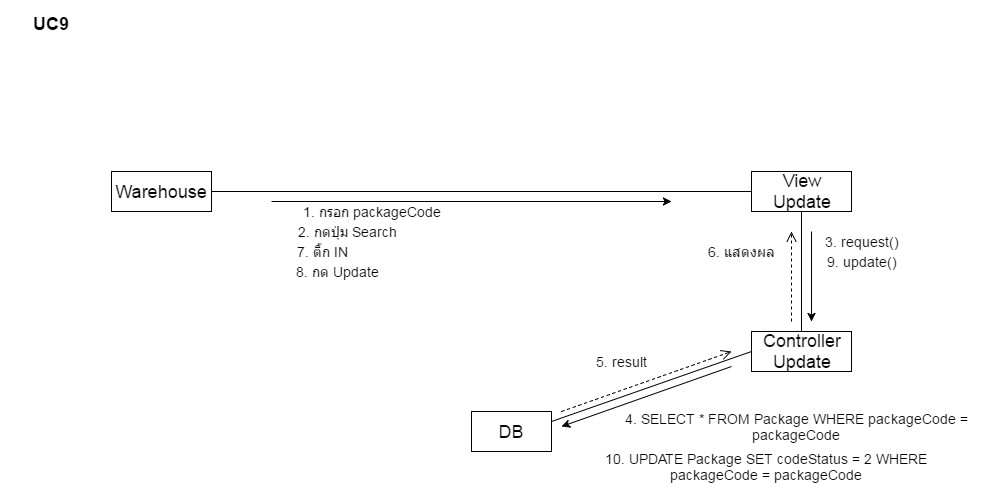 UC9
Warehouse
View
Update
1. กรอก packageCode
2. กดปุ่ม Search
7. ติ๊ก IN
8. กด Update
6. แสดงผล
3. request()
9. update()
Controller
Update
5. result
DB
4. SELECT * FROM Package WHERE packageCode =
packageCode
10. UPDATE Package SET codeStatus = 2 WHERE
packageCode = packageCode